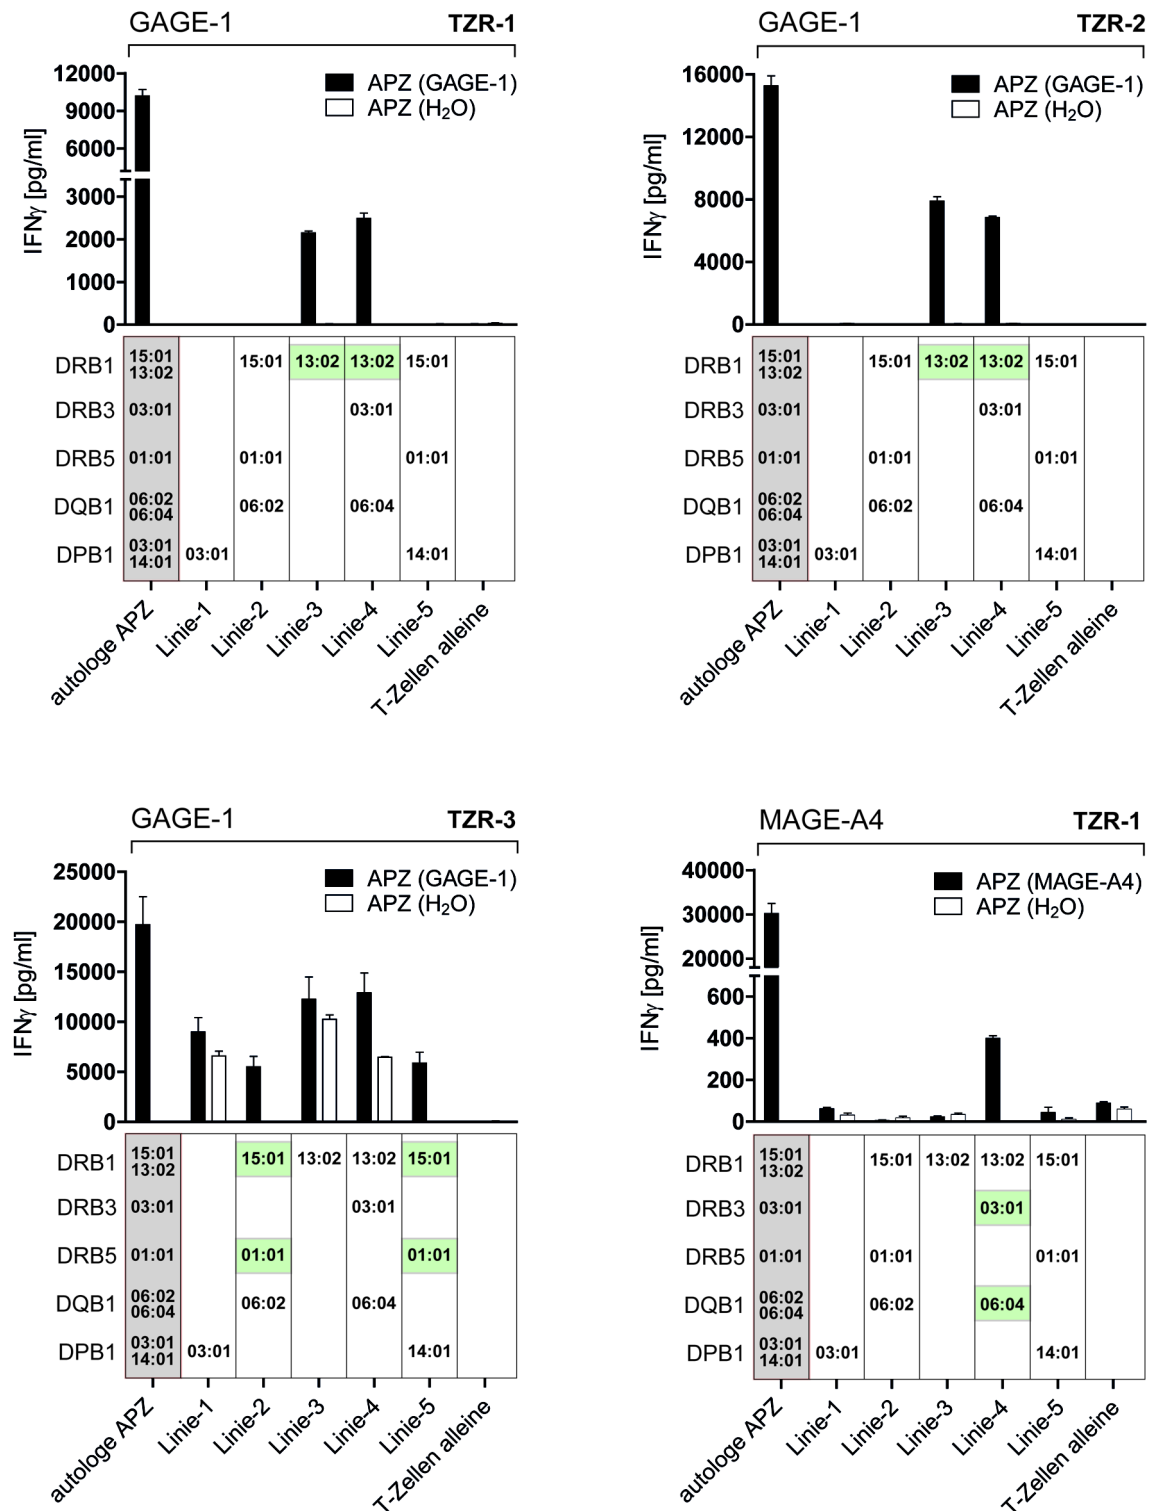 GAGE-1 TZR-1
APZ (GAGE-1)
APZ (H₂O)
IFNγ [pg/ml]
12000
9000
6000
3000
2000
1000
0
DRB1 15:01 13:02 15:01 13:02 13:02 15:01
DRB3 03:01 03:01
DRB5 01:01 01:01 01:01
DQB1 06:02 06:04 06:02 06:04
DPB1 03:01 14:01 03:01 14:01
autologe APZ
Linie-1
Linie-2
Linie-3
Linie-4
Linie-5
T-Zellen alleine
GAGE-1 TZR-2
APZ (GAGE-1)
APZ (H₂O)
IFNγ [pg/ml]
16000
12000
8000
4000
0
DRB1 15:01 13:02 15:01 13:02 13:02 15:01
DRB3 03:01 03:01
DRB5 01:01 01:01 01:01
DQB1 06:02 06:04 06:02 06:04
DPB1 03:01 14:01 03:01 14:01
autologe APZ
Linie-1
Linie-2
Linie-3
Linie-4
Linie-5
T-Zellen alleine
GAGE-1 TZR-3
APZ (GAGE-1)
APZ (H₂O)
IFNγ [pg/ml]
25000
20000
15000
10000
5000
0
DRB1 15:01 13:02 15:01 13:02 13:02 15:01
DRB3 03:01 03:01
DRB5 01:01 01:01 01:01
DQB1 06:02 06:04 06:02 06:04
DPB1 03:01 14:01 03:01 14:01
autologe APZ
Linie-1
Linie-2
Linie-3
Linie-4
Linie-5
T-Zellen alleine
MAGE-A4 TZR-1
APZ (MAGE-A4)
APZ (H₂O)
IFNγ [pg/ml]
40000
30000
20000
600
400
200
0
DRB1 15:01 13:02 15:01 13:02 13:02 15:01
DRB3 03:01 03:01
DRB5 01:01 01:01 01:01
DQB1 06:02 06:04 06:02 06:04
DPB1 03:01 14:01 03:01 14:01
autologe APZ
Linie-1
Linie-2
Linie-3
Linie-4
Linie-5
T-Zellen alleine